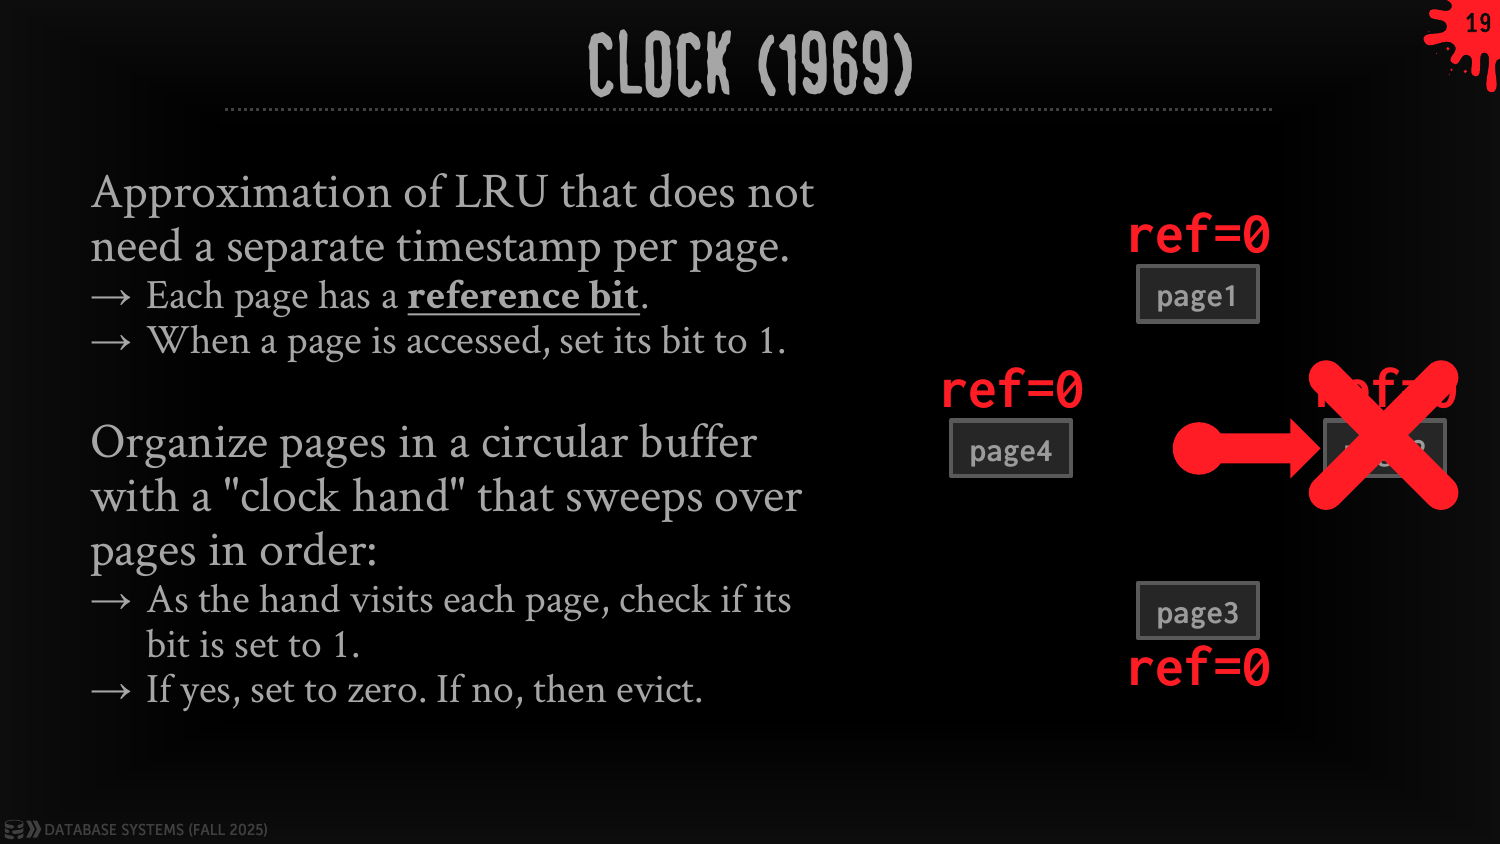 19
CLOCK (1969)
Approximation of LRU that does not
need a separate timestamp per page.
→ Each page has a reference bit.
→ When a page is accessed, set its bit to 1.
Organize pages in a circular buffer
with a "clock hand" that sweeps over
pages in order:
→ As the hand visits each page, check if its
bit is set to 1.
→ If yes, set to zero. If no, then evict.
ref=0
page1
ref=0
page4
page3
ref=0
DATABASE SYSTEMS (FALL 2025)